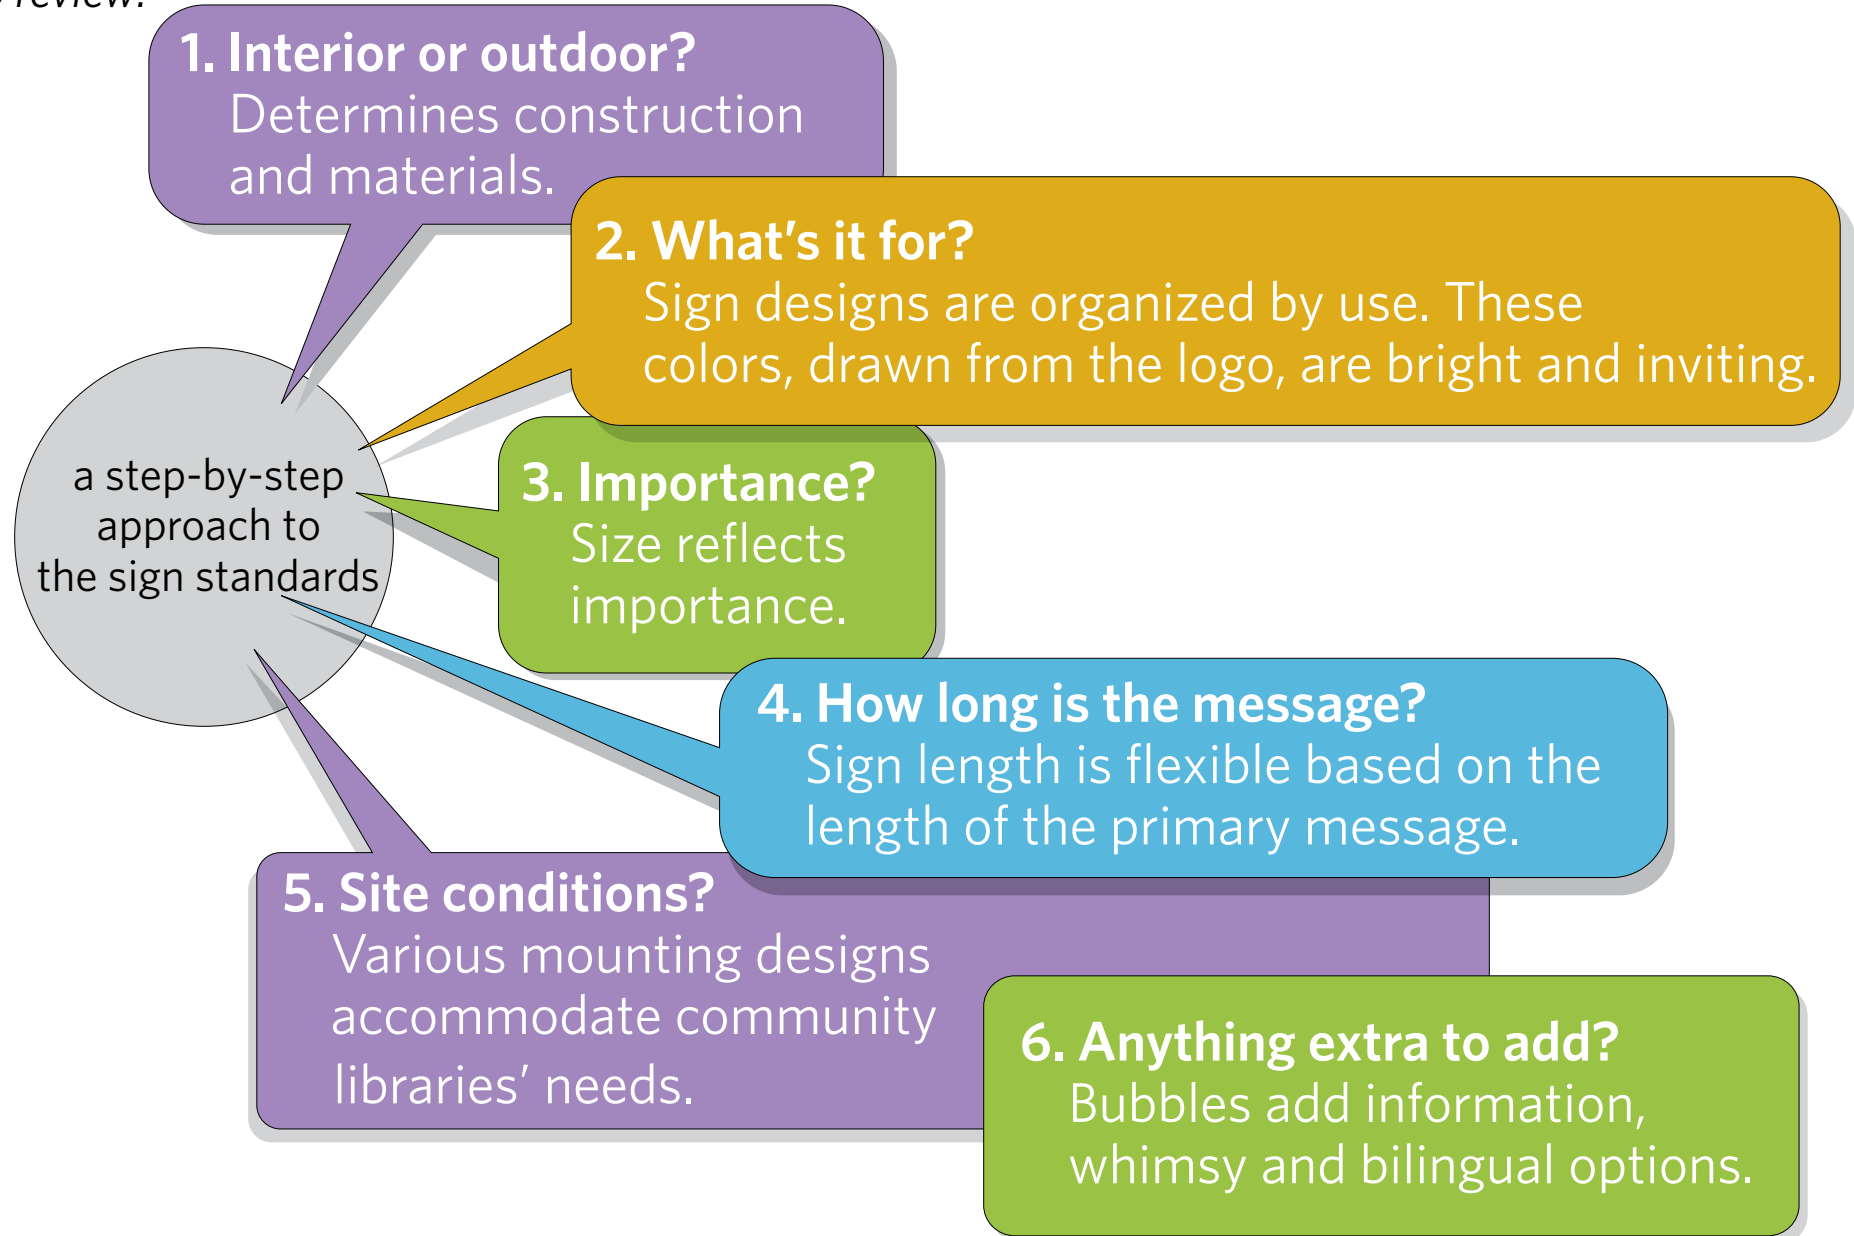 review.
1. Interior or outdoor?
Determines construction
and materials.
2. What's it for?
Sign designs are organized by use. These
colors, drawn from the logo, are bright and inviting.
a step-by-step
approach to
the sign standards
3. Importance?
Size reflects
importance.
4. How long is the message?
Sign length is flexible based on the
length of the primary message.
5. Site conditions?
Various mounting designs
accommodate community
libraries' needs.
6. Anything extra to add?
Bubbles add information,
whimsy and bilingual options.